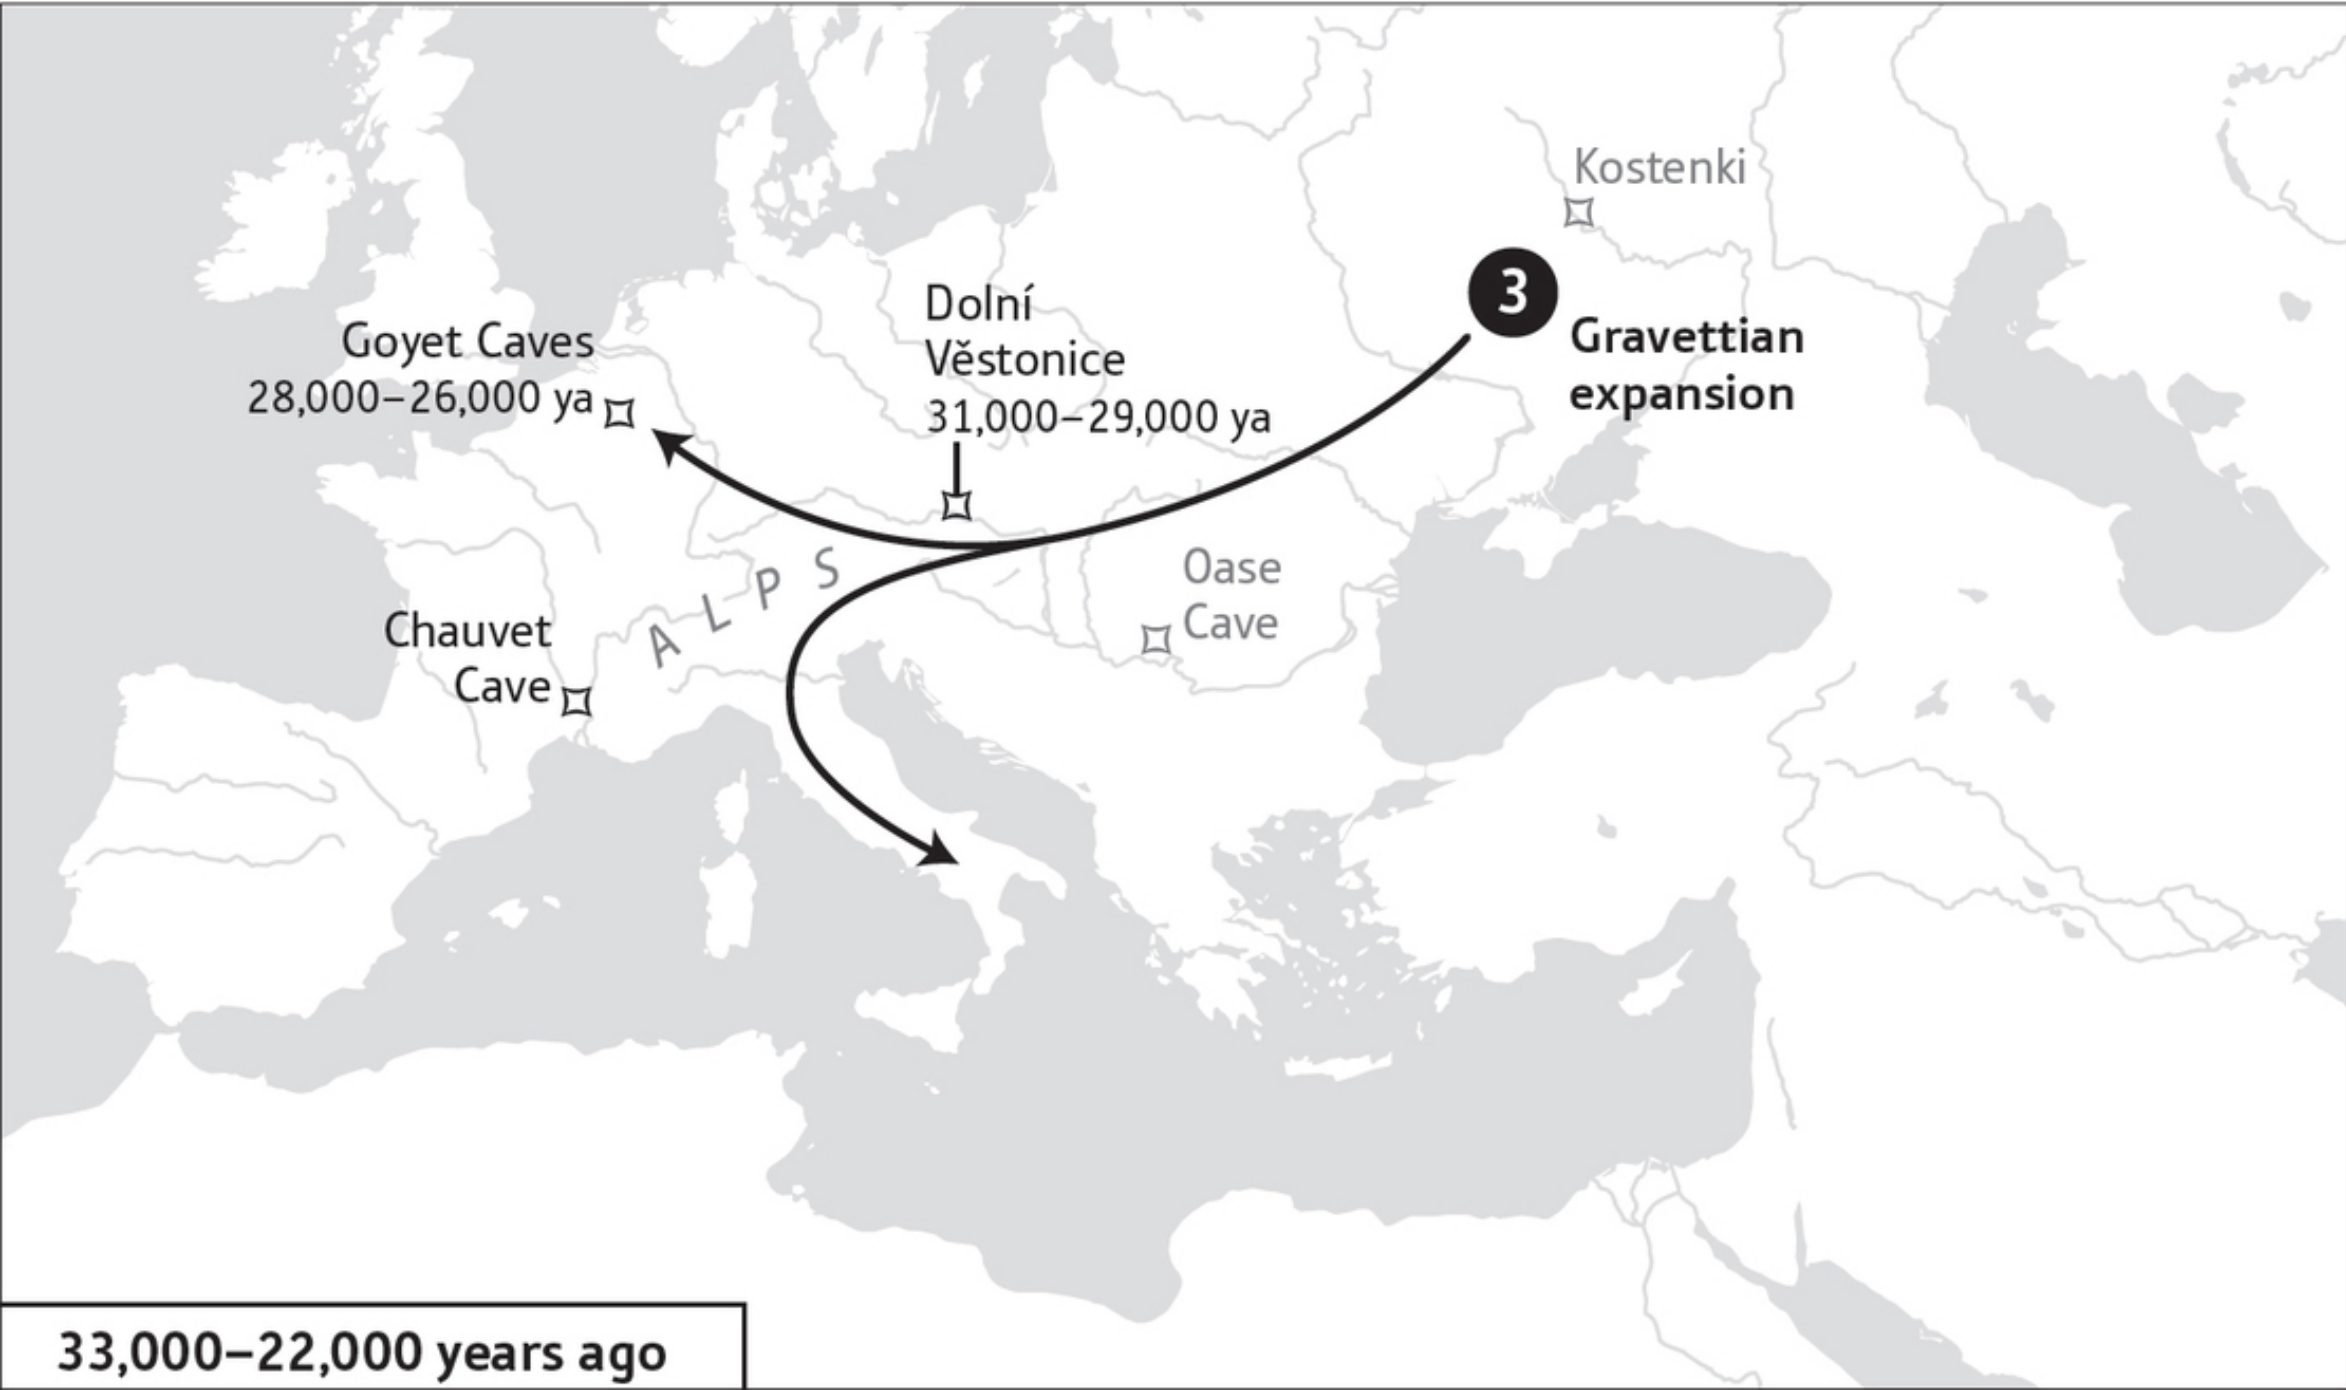 Kostenki
3
Gravettian
expansion
Dolní
Věstonice
31,000–29,000 ya
Goyet Caves
28,000–26,000 ya
ALPS
Oase
Cave
Chauvet
Cave
33,000–22,000 years ago